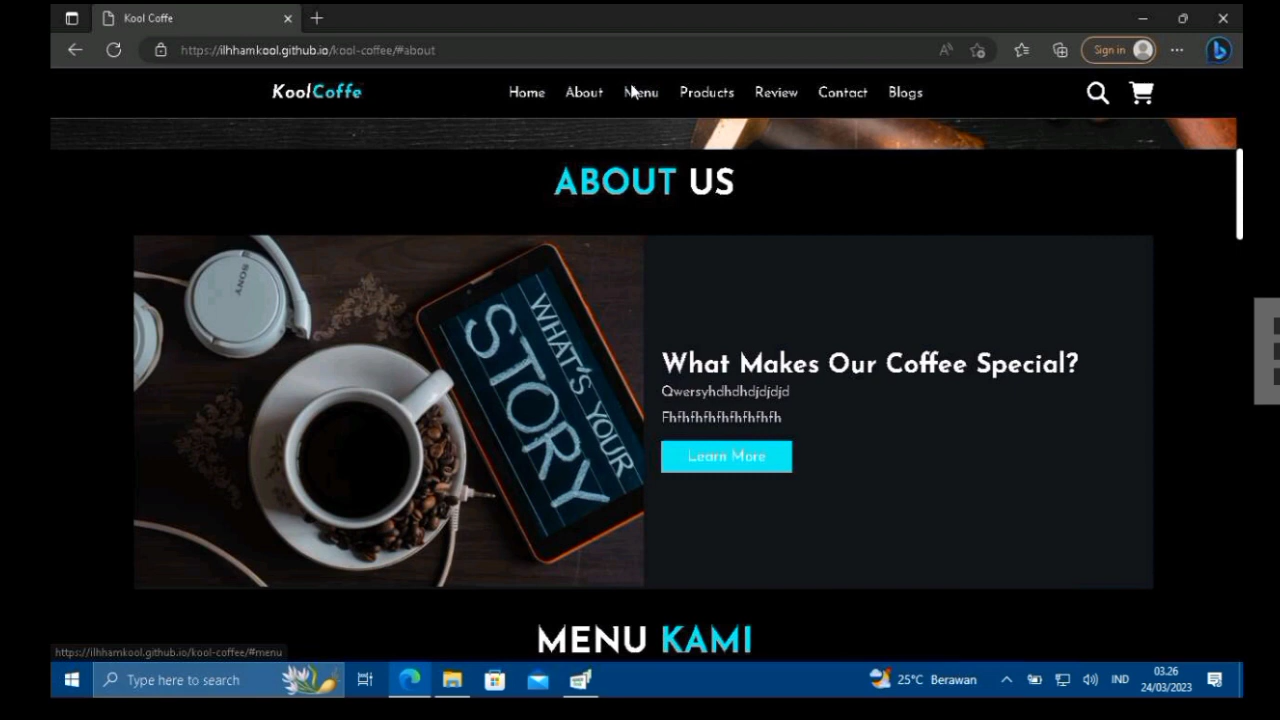 Kool Coffe
https://ilhhamkool.github.io/kool-coffee/#about
Sign in
KoolCoffe
Home About Menu Products Review Contact Blogs
ABOUT US
SONY
WHAT'S YOUR
STORY
What Makes Our Coffee Special?
Qwersyhdhdhdjdjdjd
Fhfhfhfhfhfhfhfhfh
Learn More
MENU KAMI
https://ilhhamkool.github.io/kool-coffee/#menu
Type here to search
25°C Berawan
IND
03.26
24/03/2023